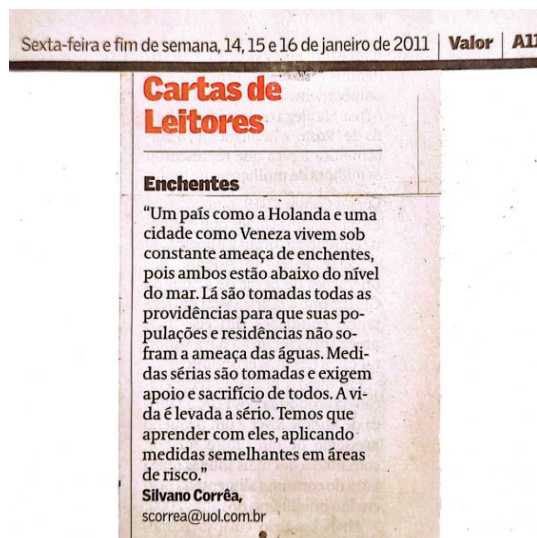 Sexta-feira e fim de semana, 14, 15 e 16 de janeiro de 2011 | Valor | A11
Cartas de
Leitores
Enchentes
“Um país como a Holanda e uma
cidade como Veneza vivem sob
constante ameaça de enchentes,
pois ambos estão abaixo do nível
do mar. Lá são tomadas todas as
providências para que suas po-
pulações e residências não so-
fram a ameaça das águas. Medi-
das sérias são tomadas e exigem
apoio e sacrifício de todos. A vi-
da é levada a sério. Temos que
aprender com eles, aplicando
medidas semelhantes em áreas
de risco.”
Silvano Corrêa,
scorrea@uol.com.br